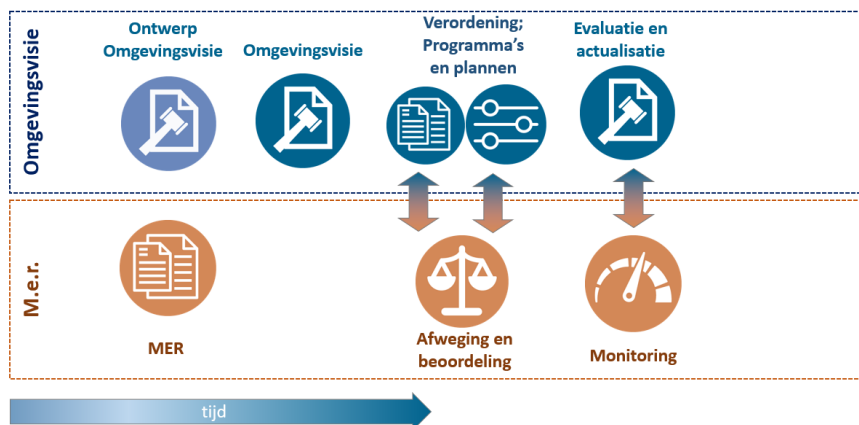 Omgevingsvisie
Ontwerp
Omgevingsvisie
Omgevingsvisie
Verordening;
Programma's
en plannen
Evaluatie en
actualisatie
M.e.r.
MER
Afweging en
beoordeling
Monitoring
tijd